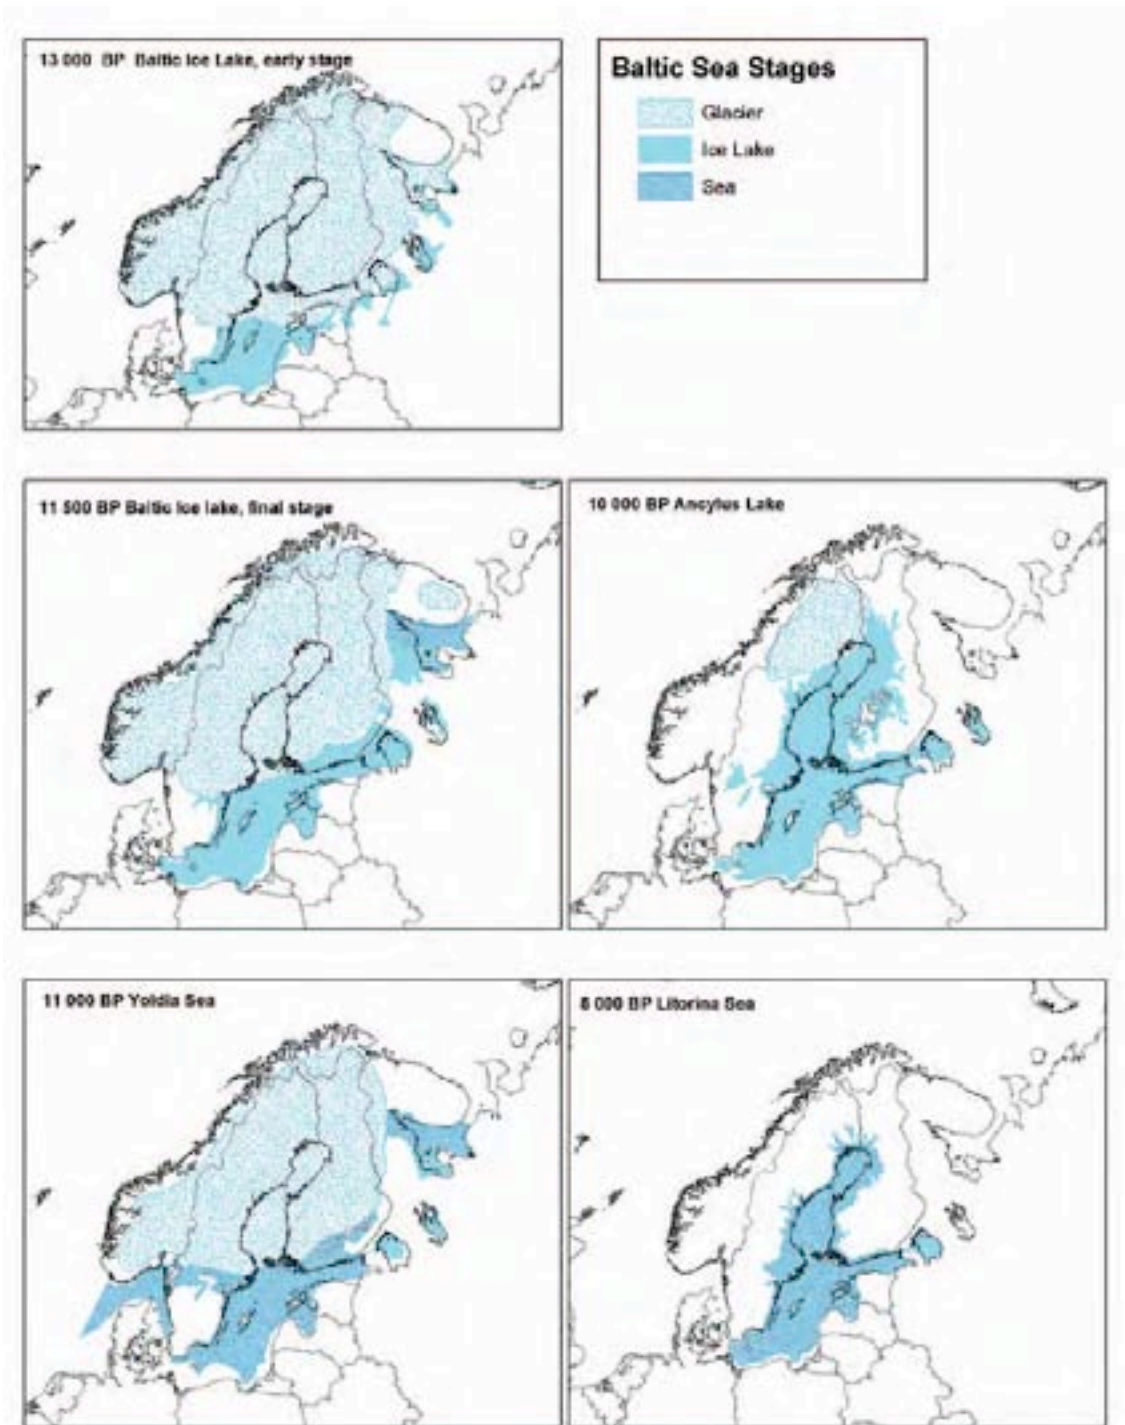 13 000 BP Baltic Ice Lake, early stage
Baltic Sea Stages
Glacier
Ice Lake
Sea
11 500 BP Baltic Ice lake, final stage
10 000 BP Ancylus Lake
11 000 BP Yoldia Sea
8 000 BP Litorina Sea